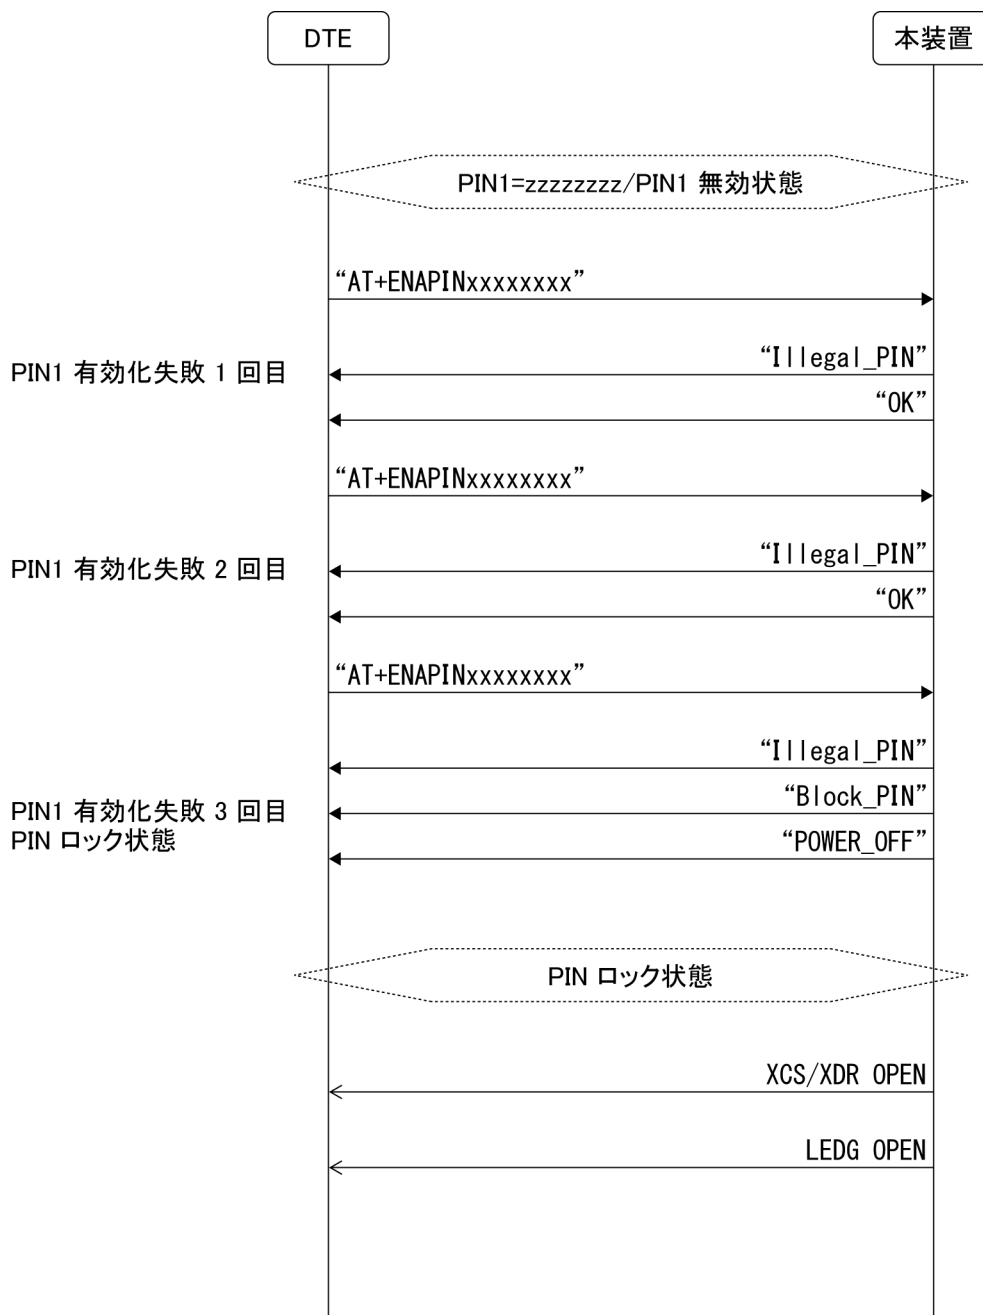 DTE
本装置
PIN1=zzzzzzzz/PIN1 無効状態
“AT+ENAPINxxxxxxxx”
“Illegal_PIN”
PIN1 有効化失敗 1 回目
“OK”
“AT+ENAPINxxxxxxxx”
“Illegal_PIN”
PIN1 有効化失敗 2 回目
“OK”
“AT+ENAPINxxxxxxxx”
“Illegal_PIN”
“Block_PIN”
PIN1 有効化失敗 3 回目
PIN ロック状態
“POWER_OFF”
PIN ロック状態
XCS/XDR OPEN
LEDG OPEN